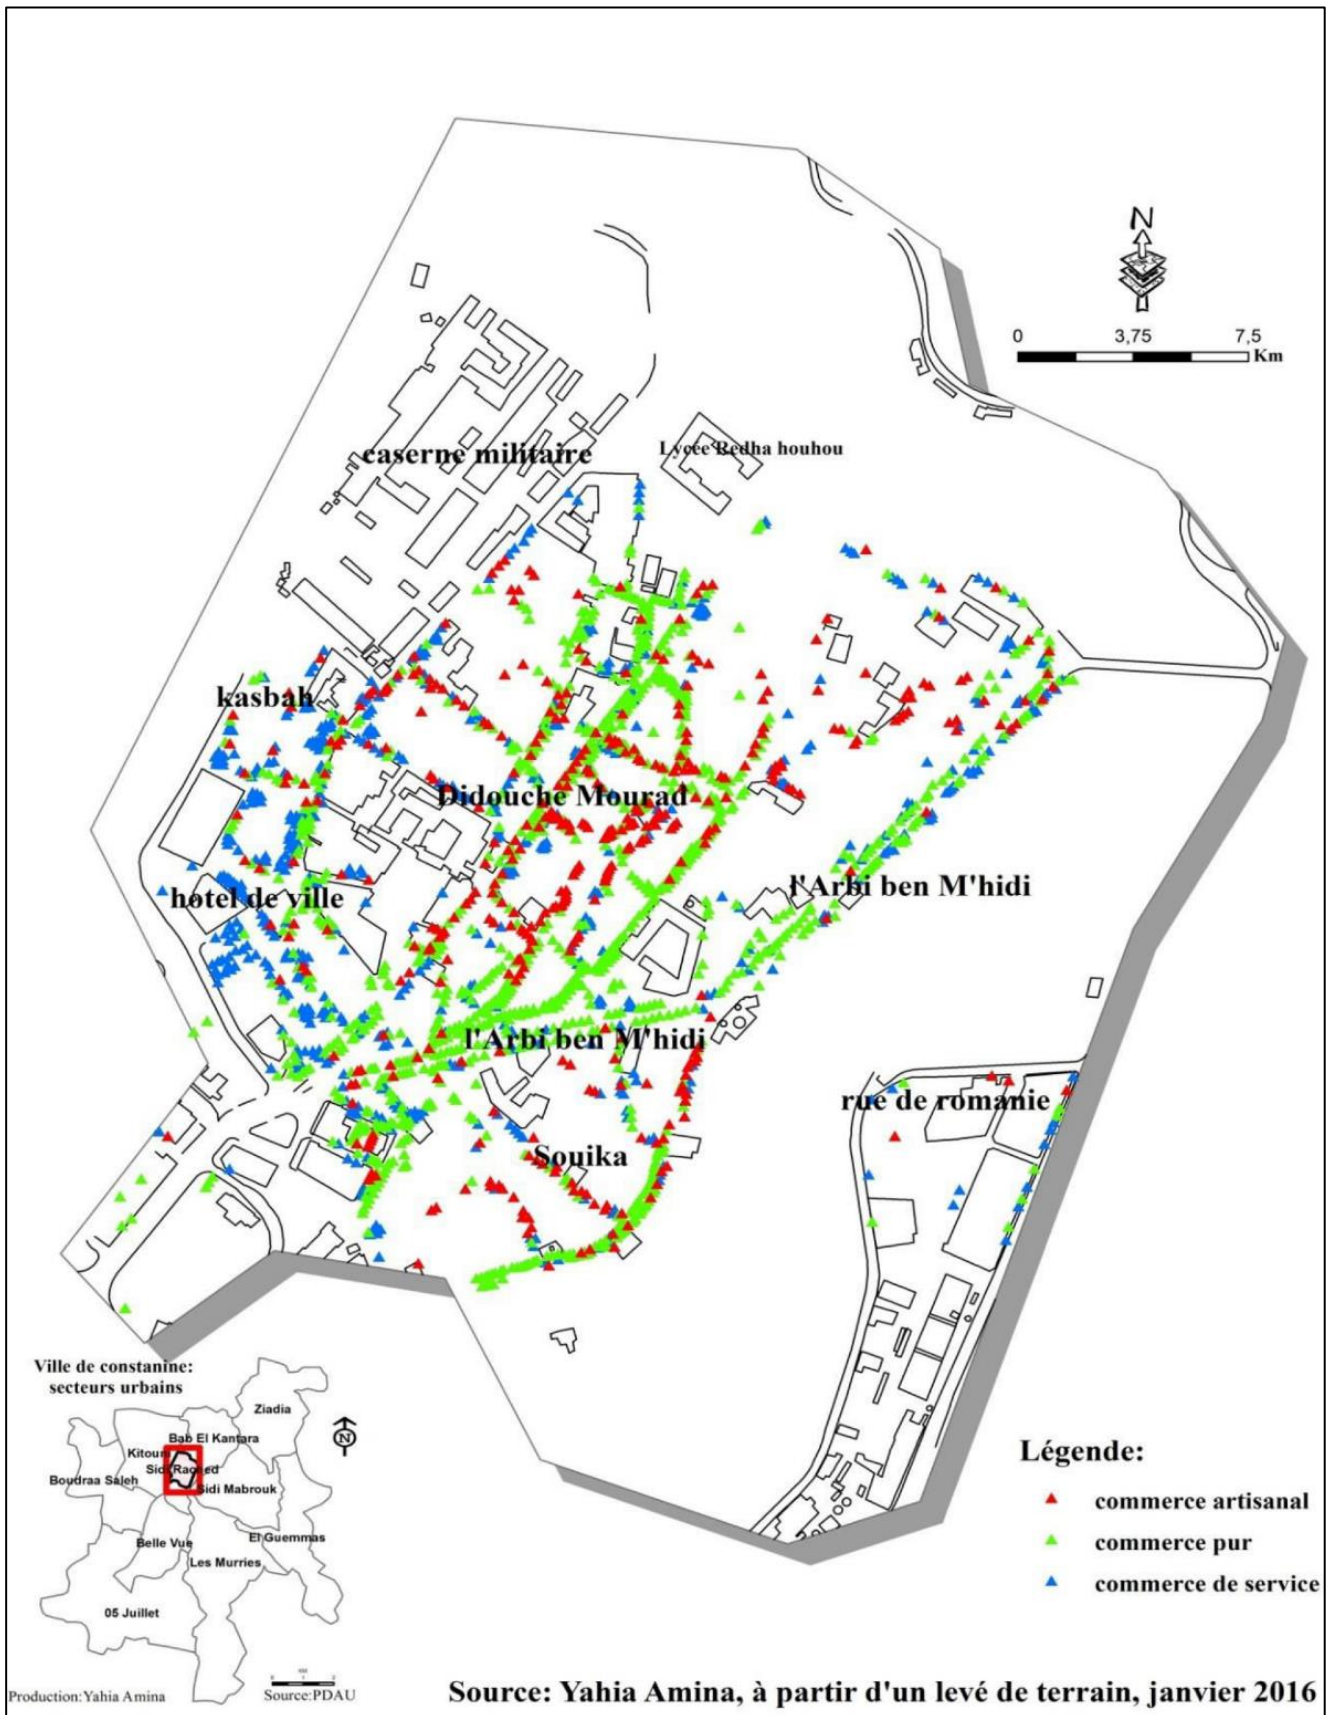 N
0 3,75 7,5
Km
caserne militaire
Lycée Redha houhou
kasbah
Didouche Mourad
l'Arbi ben M'hidi
hotel de ville
l'Arbi ben M'hidi
rue de romanie
Souika
Ville de constanine:
secteurs urbains
Ziadia
Bab El Kantara
N
Kitouni
Sidi Rached
Boudraa Saleh
Sidi Mabrouk
El Guemmas
Belle Vue
Les Murries
05 Juillet
Légende:
commerce artisanal
commerce pur
commerce de service
Production:Yahia Amina
Source:PDAU
Source: Yahia Amina, à partir d'un levé de terrain, janvier 2016